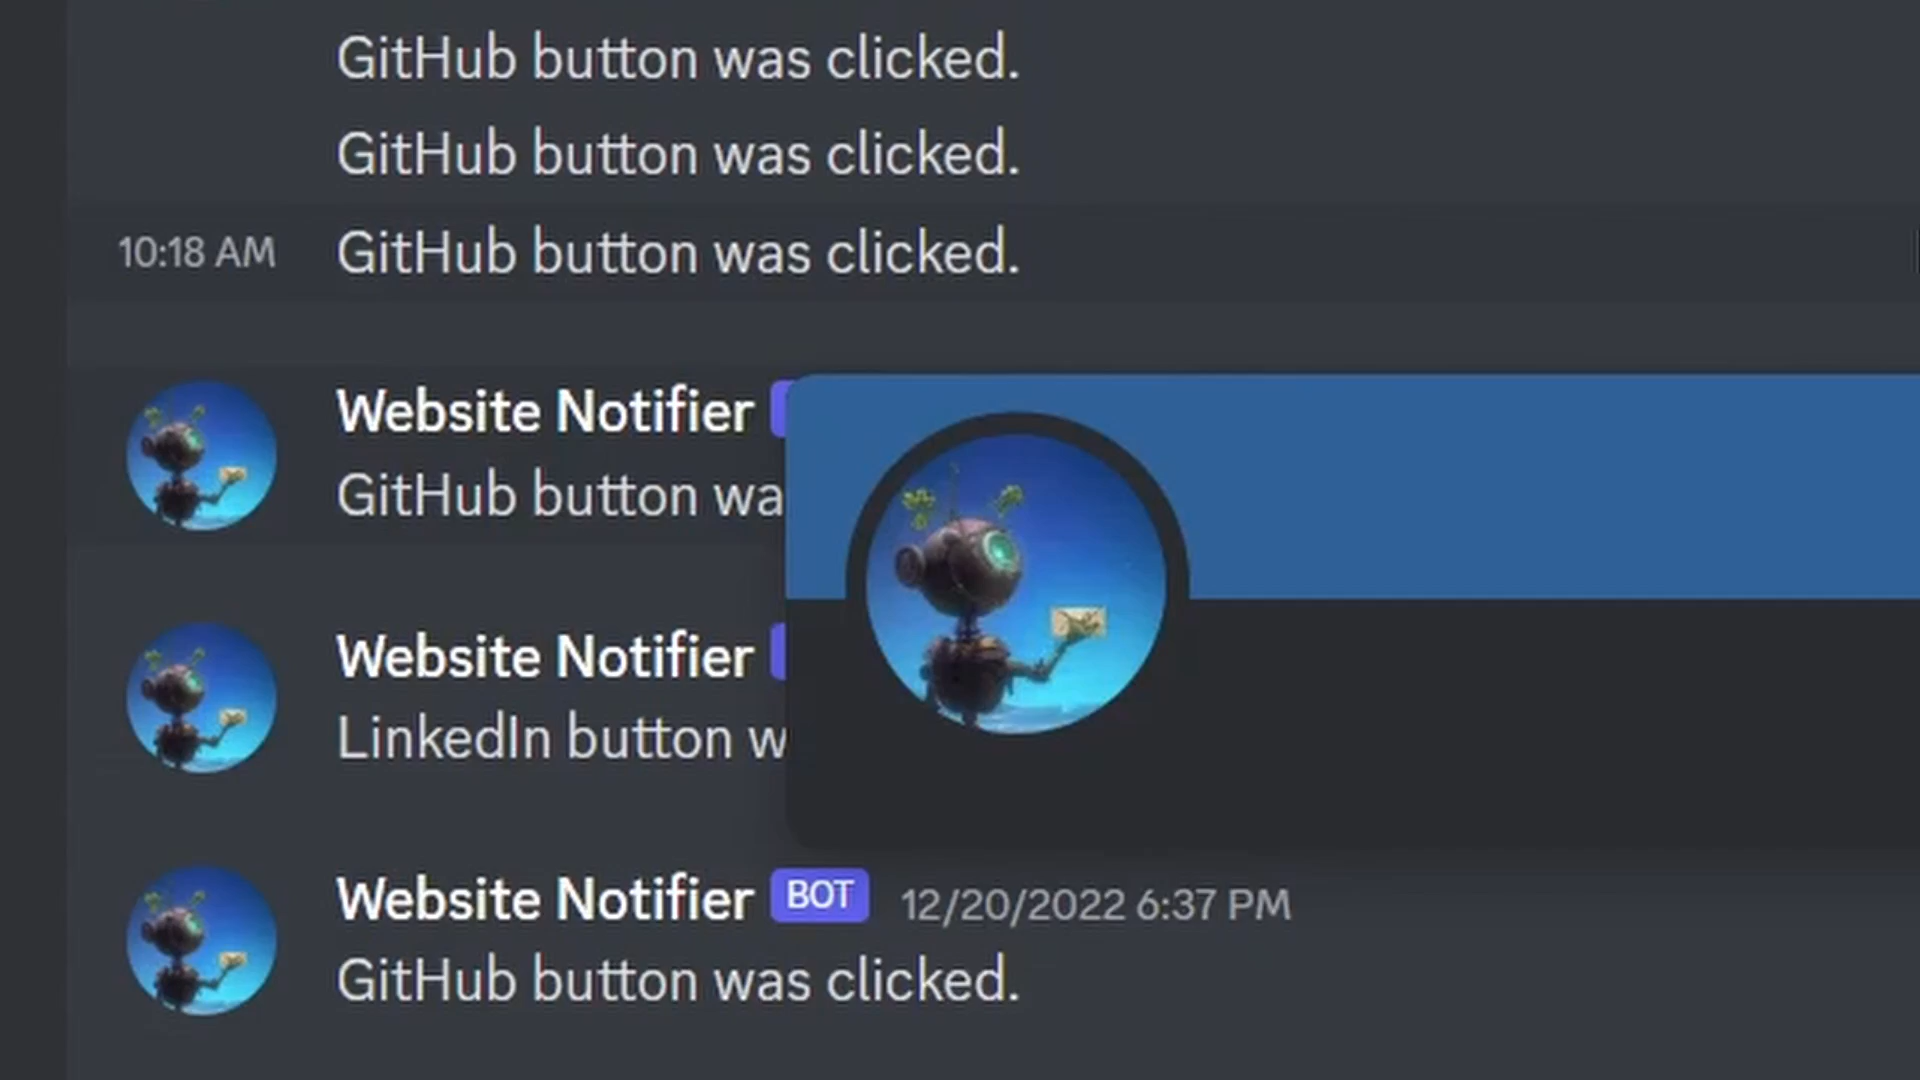 GitHub button was clicked.
GitHub button was clicked.
10:18 AM GitHub button was clicked.
Website Notifier
GitHub button wa
Website Notifier
LinkedIn button w
Website Notifier BOT 12/20/2022 6:37 PM
GitHub button was clicked.